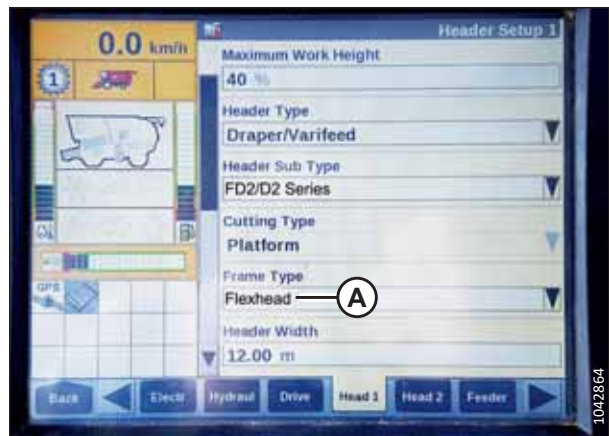 0.0 km/h
Header Setup 1
Maximum Work Height
40 %
1
Header Type
Draper/Varifeed
Header Sub Type
FD2/D2 Series
Cutting Type
Platform
Frame Type
Flexhead
A
GPS
Header Width
12.00 m
Back
Electr
Hydraul
Drive
Head 1
Head 2
Feeder
1042864